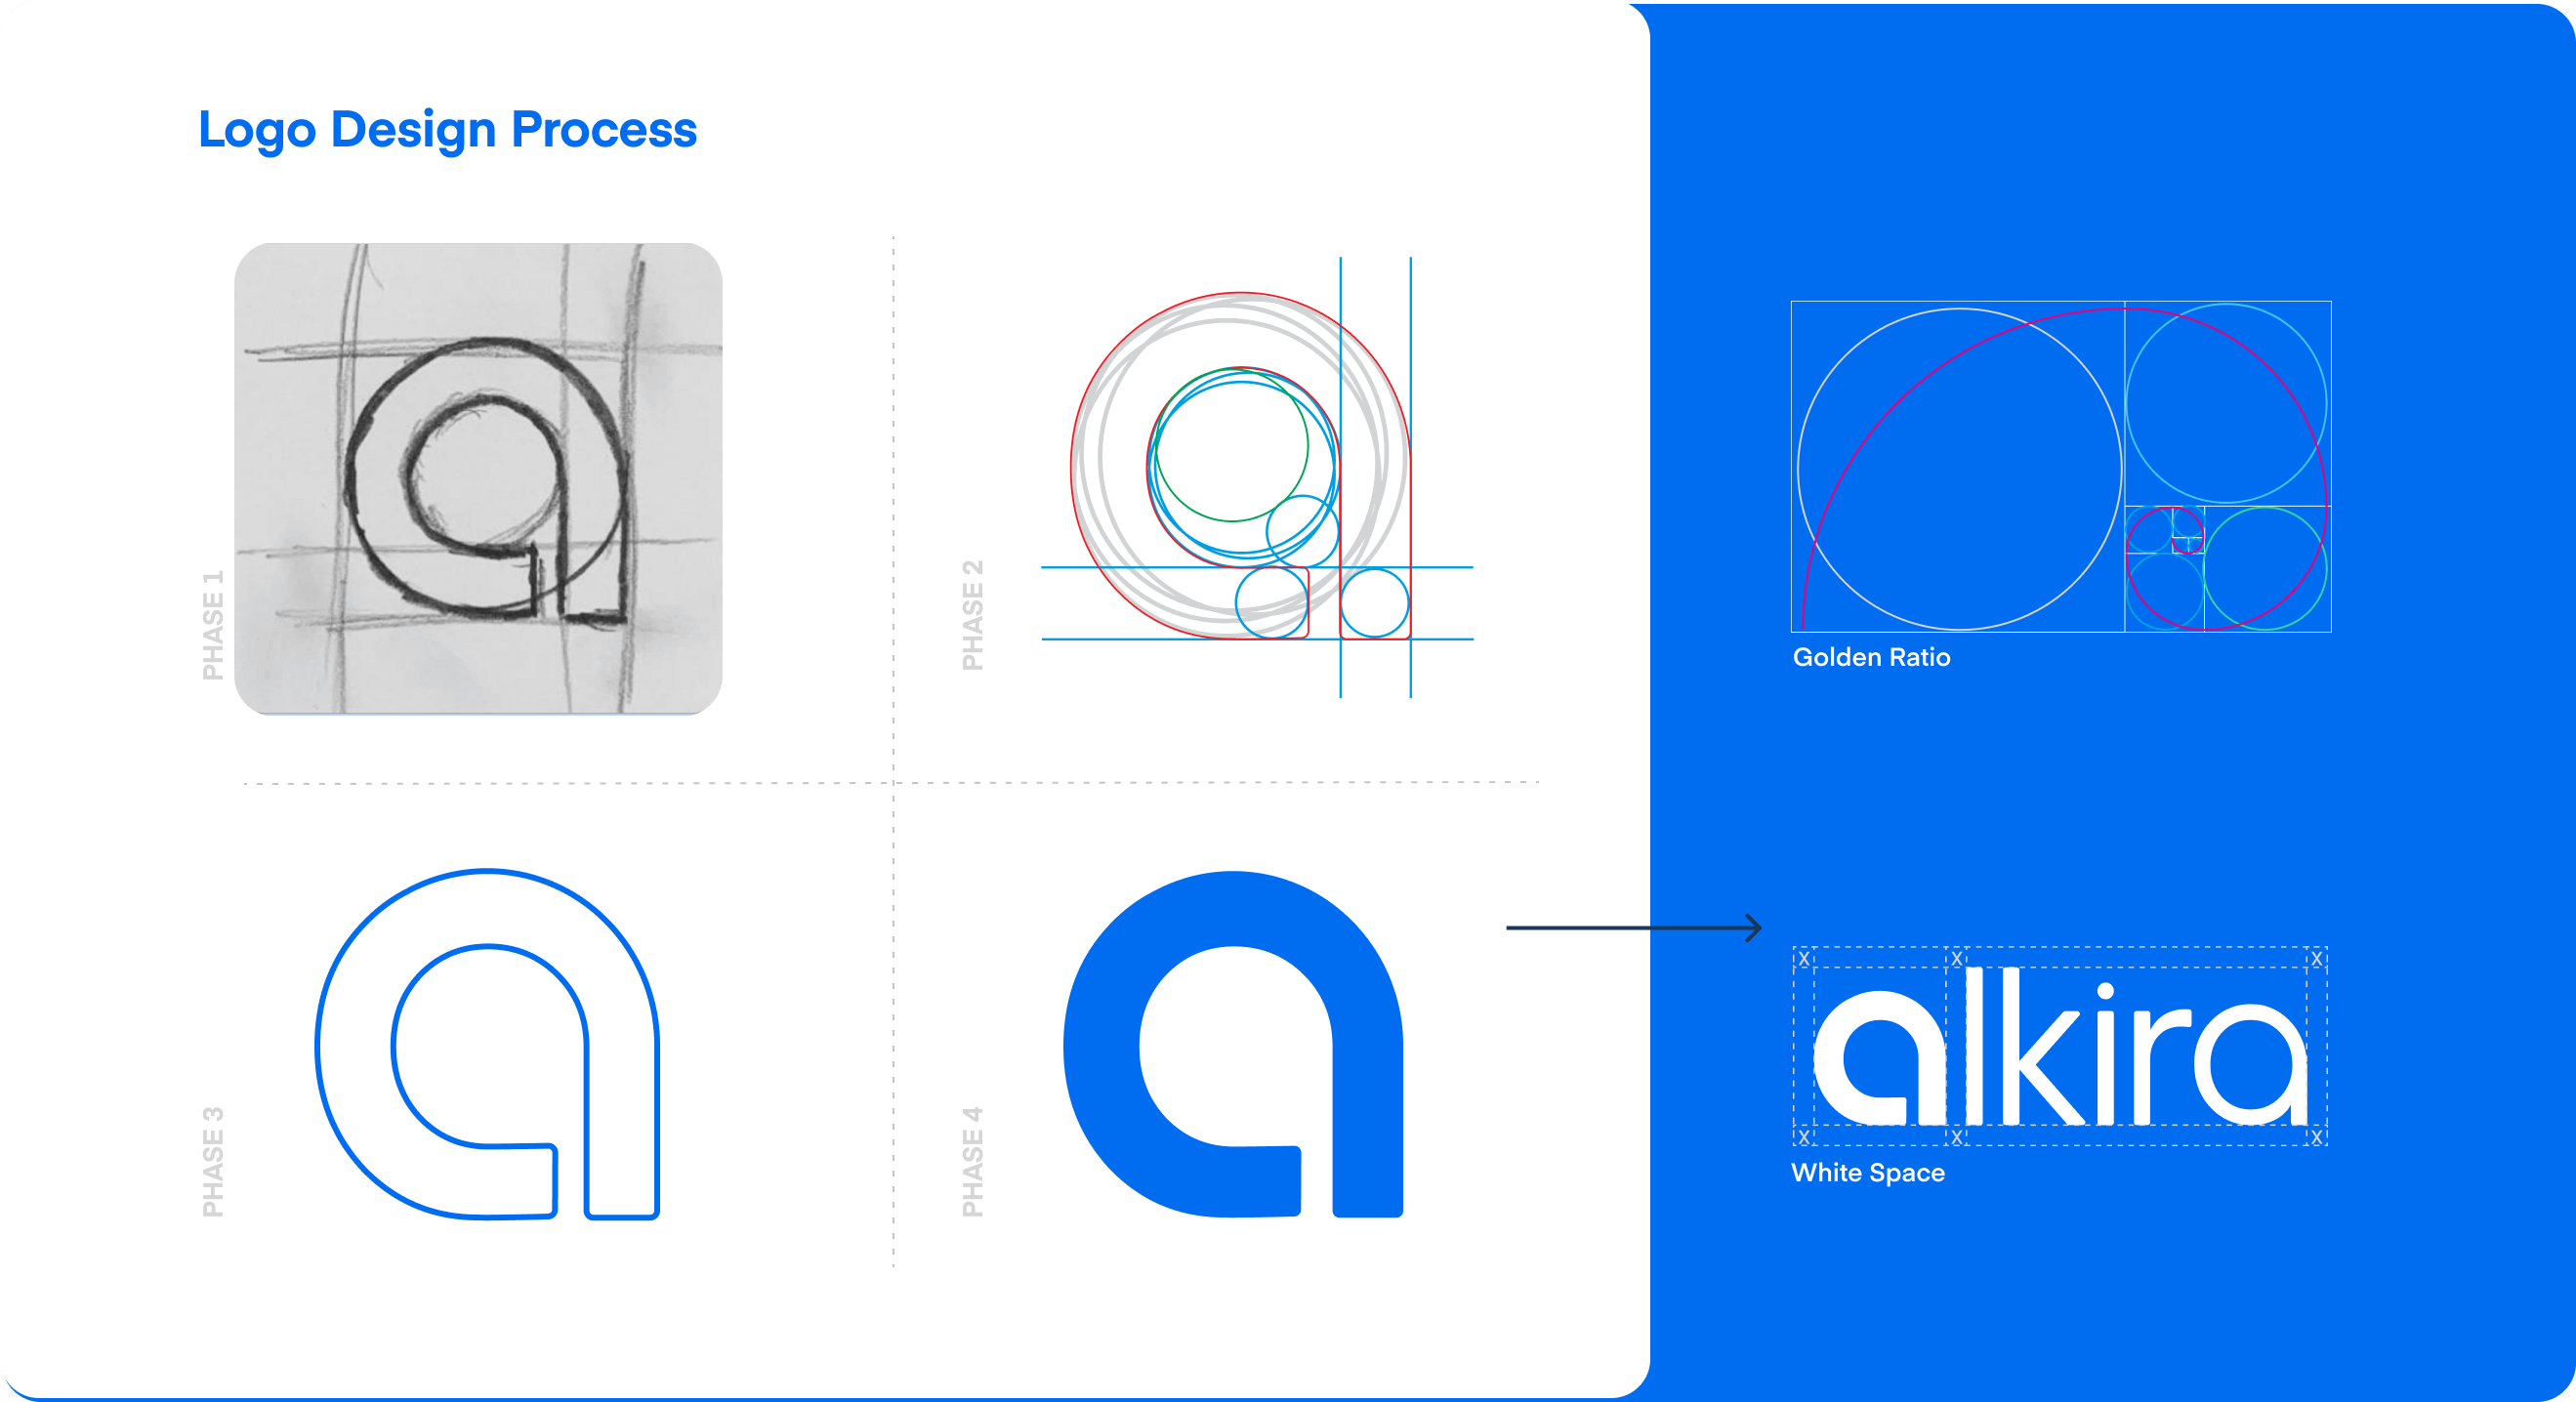 Logo Design Process
PHASE 1
PHASE 2
PHASE 3
PHASE 4
Golden Ratio
X X X
alkira
X X X
White Space